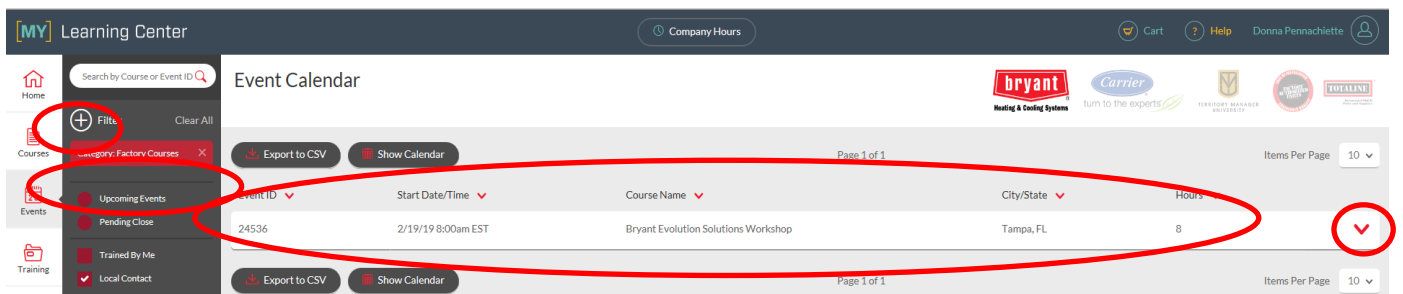 [MY] Learning Center
Company Hours
Cart
Help
Donna Pennachiette
Home
Courses
Events
Training
Search by Course or Event ID
Filter
Clear All
Category: Factory Courses
Upcoming Events
Pending Close
Trained By Me
Local Contact
Event Calendar
bryant
Heating & Cooling Systems
Carrier
turn to the experts
TERRITORY MANAGER
UNIVERSITY
TOTALINE
Export to CSV
Show Calendar
Page 1 of 1
Items Per Page 10
Event ID Start Date/Time Course Name City/State Hours
24536 2/19/19 8:00am EST Bryant Evolution Solutions Workshop Tampa, FL 8
Export to CSV
Show Calendar
Page 1 of 1
Items Per Page 10